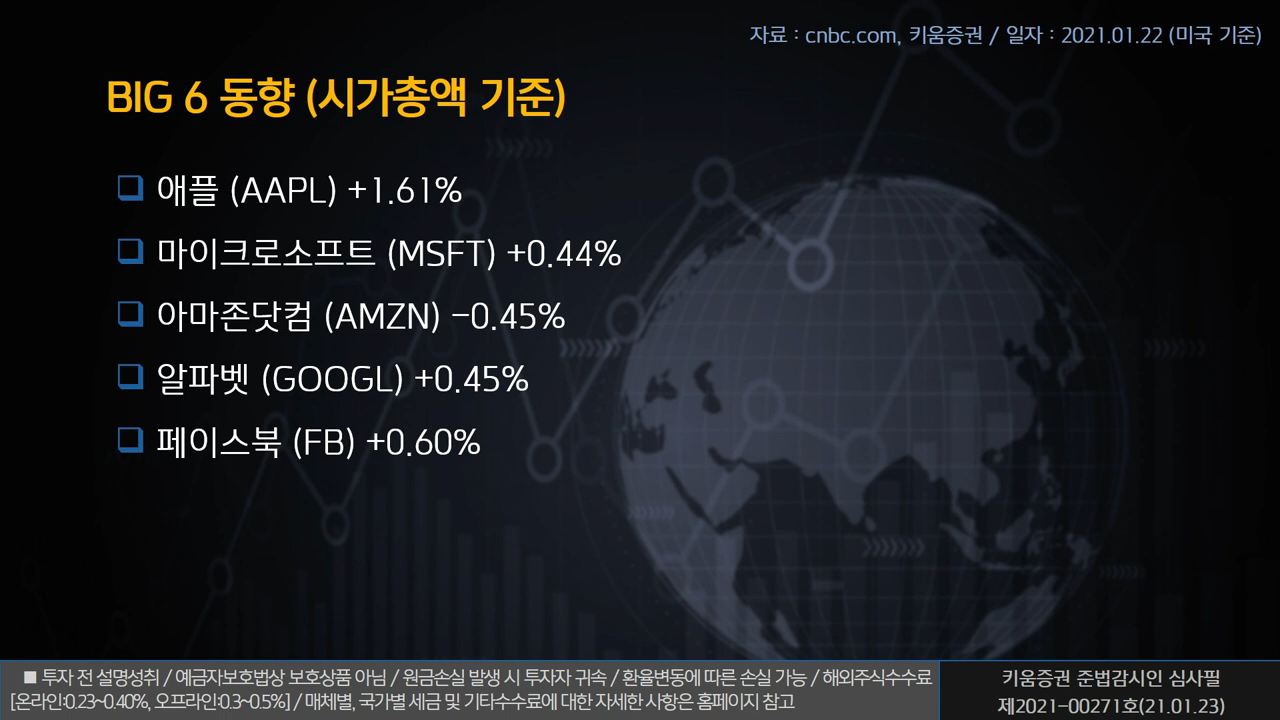 자료 : cnbc.com, 키움증권 / 일자 : 2021.01.22 (미국 기준)
BIG 6 동향 (시가총액 기준)
❑ 애플 (AAPL) +1.61%
❑ 마이크로소프트 (MSFT) +0.44%
❑ 아마존닷컴 (AMZN) -0.45%
❑ 알파벳 (GOOGL) +0.45%
❑ 페이스북 (FB) +0.60%
■ 투자 전 설명성취 / 예금자보호법상 보호상품 아님 / 원금손실 발생 시 투자자 귀속 / 환율변동에 따른 손실 가능 / 해외주식수수료
[온라인:0.23~0.40%, 오프라인:0.3~0.5%] / 매체별, 국가별 세금 및 기타수수료에 대한 자세한 사항은 홈페이지 참고
키움증권 준법감시인 심사필
제2021-00271호(21.01.23)